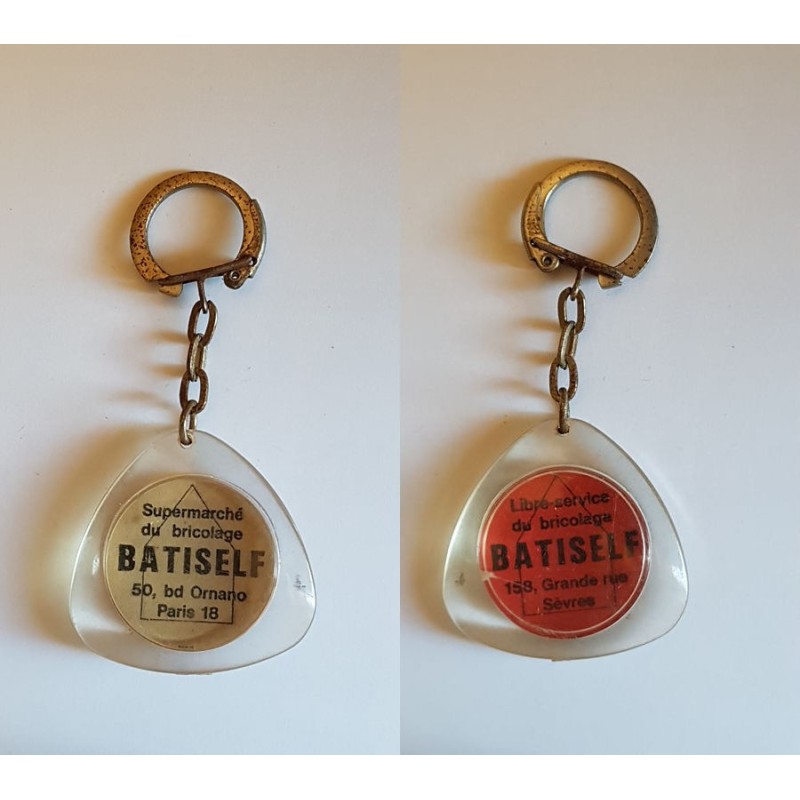 Supermarché
du bricolage
BATISELF
50, bd Ornano
Paris 18
Libre-service
du bricolage
BATISELF
158, Grande rue
Sèvres